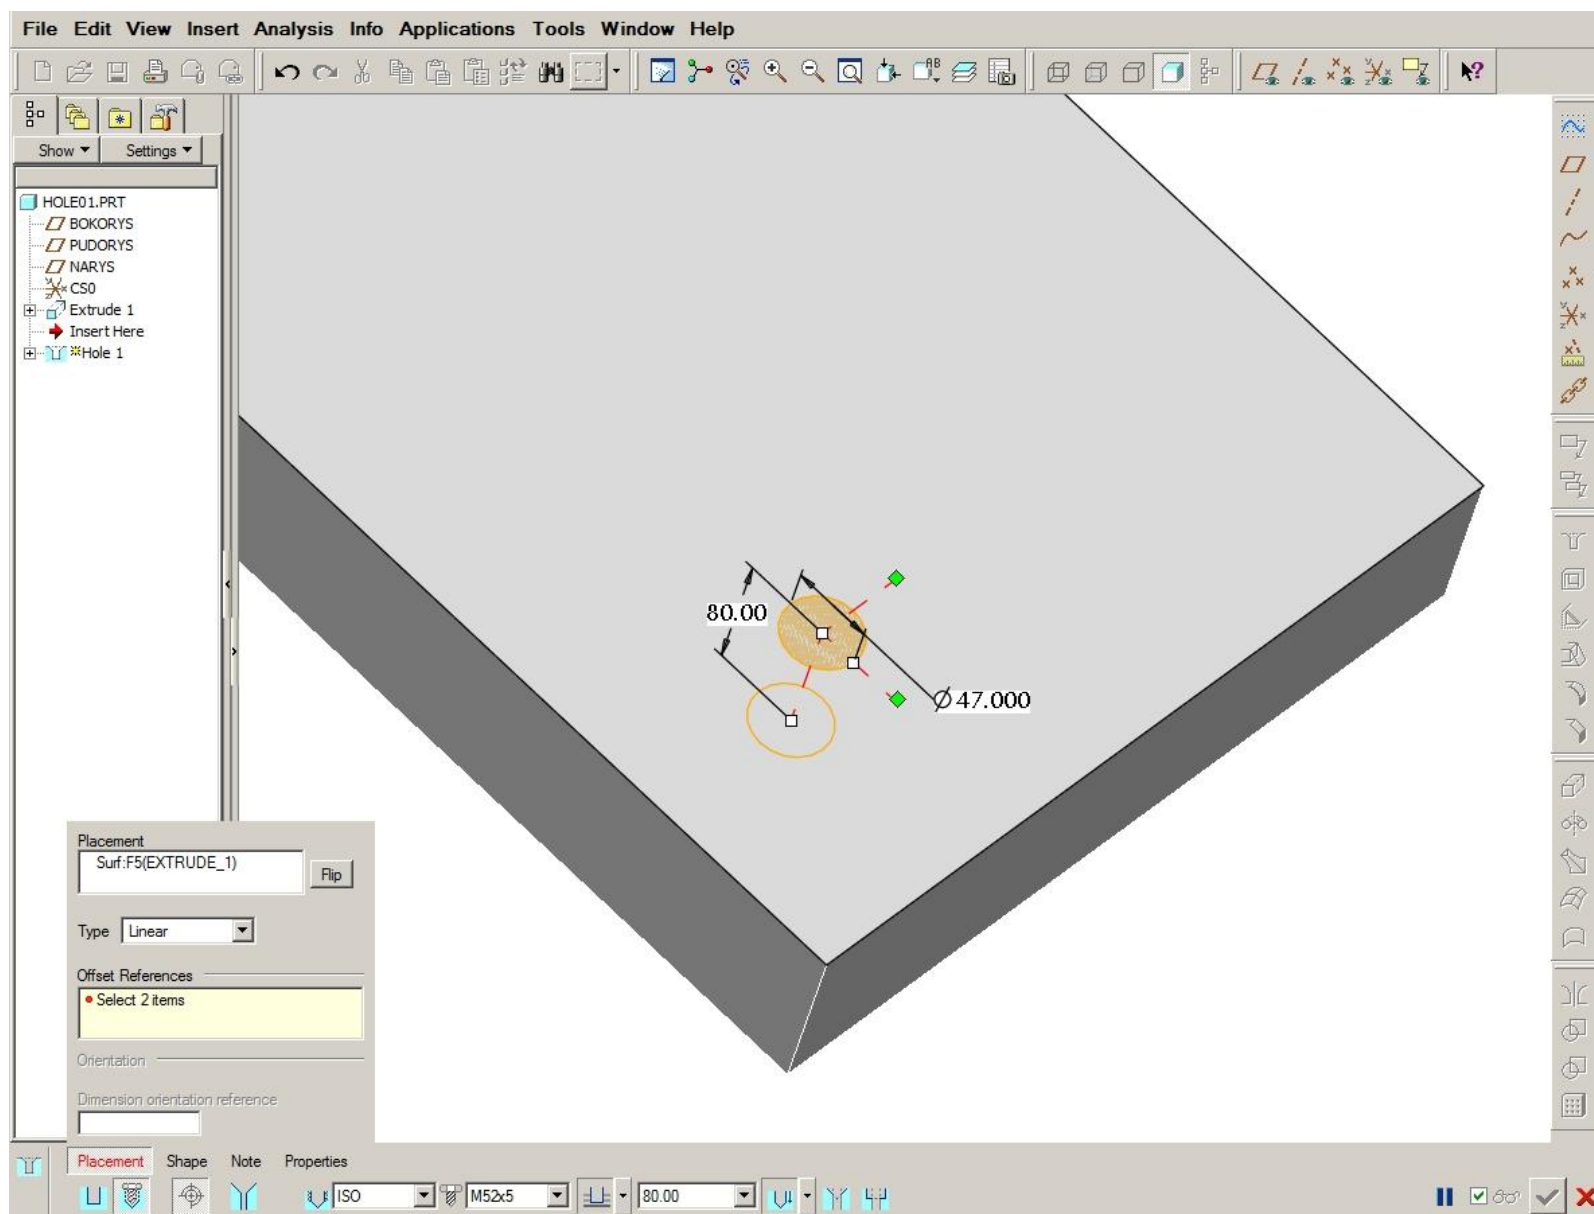 File Edit View Insert Analysis Info Applications Tools Window Help
Show Settings
HOLE01.PRT
BOKORYS
PUDORYS
NARYS
CS0
Extrude 1
Insert Here
Hole 1
80.00
Ø 47.000
Placement
Surf:F5(EXTRUDE_1)
Flip
Type Linear
Offset References
Select 2 items
Orientation
Dimension orientation reference
Placement Shape Note Properties
ISO M52x5 80.00